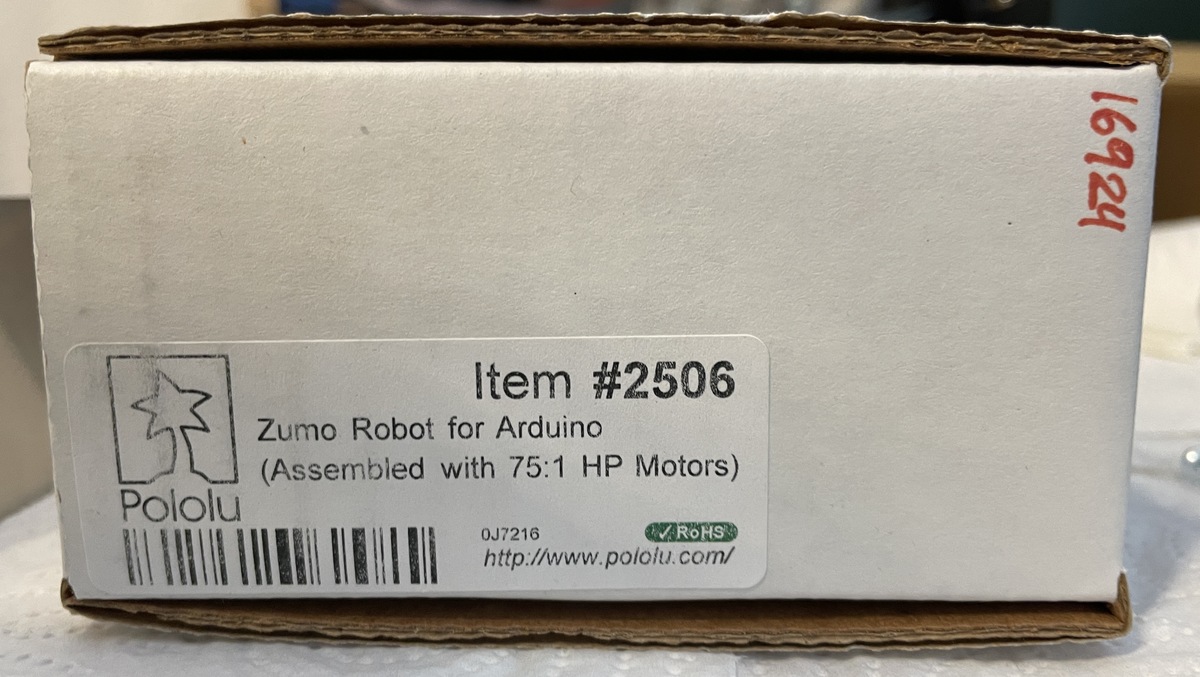 16924
Item #2506
Zumo Robot for Arduino
(Assembled with 75:1 HP Motors)
Pololu
0J7216
✓RoHS
http://www.pololu.com/